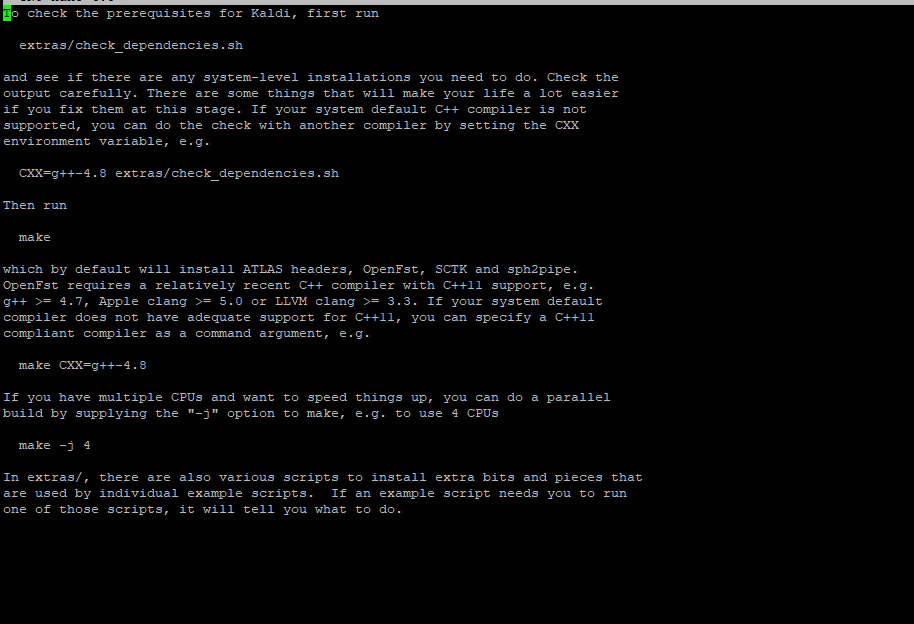 To check the prerequisites for Kaldi, first run
extras/check_dependencies.sh
and see if there are any system-level installations you need to do. Check the
output carefully. There are some things that will make your life a lot easier
if you fix them at this stage. If your system default C++ compiler is not
supported, you can do the check with another compiler by setting the CXX
environment variable, e.g.
CXX=g++-4.8 extras/check_dependencies.sh
Then run
make
which by default will install ATLAS headers, OpenFst, SCTK and sph2pipe.
OpenFst requires a relatively recent C++ compiler with C++11 support, e.g.
g++ >= 4.7, Apple clang >= 5.0 or LLVM clang >= 3.3. If your system default
compiler does not have adequate support for C++11, you can specify a C++11
compliant compiler as a command argument, e.g.
make CXX=g++-4.8
If you have multiple CPUs and want to speed things up, you can do a parallel
build by supplying the "-j" option to make, e.g. to use 4 CPUs
make -j 4
In extras/, there are also various scripts to install extra bits and pieces that
are used by individual example scripts.  If an example script needs you to run
one of those scripts, it will tell you what to do.